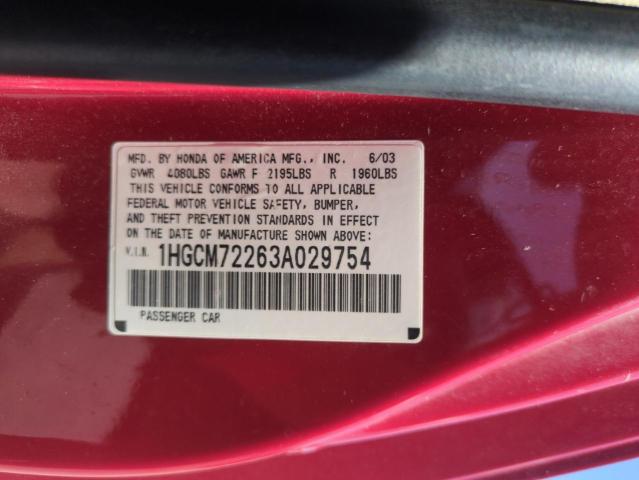 MFD. BY HONDA OF AMERICA MFG., INC. 6/03
GVWR 4080LBS GAWR F 2195LBS R 1960LBS
THIS VEHICLE CONFORMS TO ALL APPLICABLE
FEDERAL MOTOR VEHICLE SAFETY, BUMPER,
AND THEFT PREVENTION STANDARDS IN EFFECT
ON THE DATE OF MANUFACTURE SHOWN ABOVE:
V.I.N. 1HGCM72263A029754
PASSENGER CAR